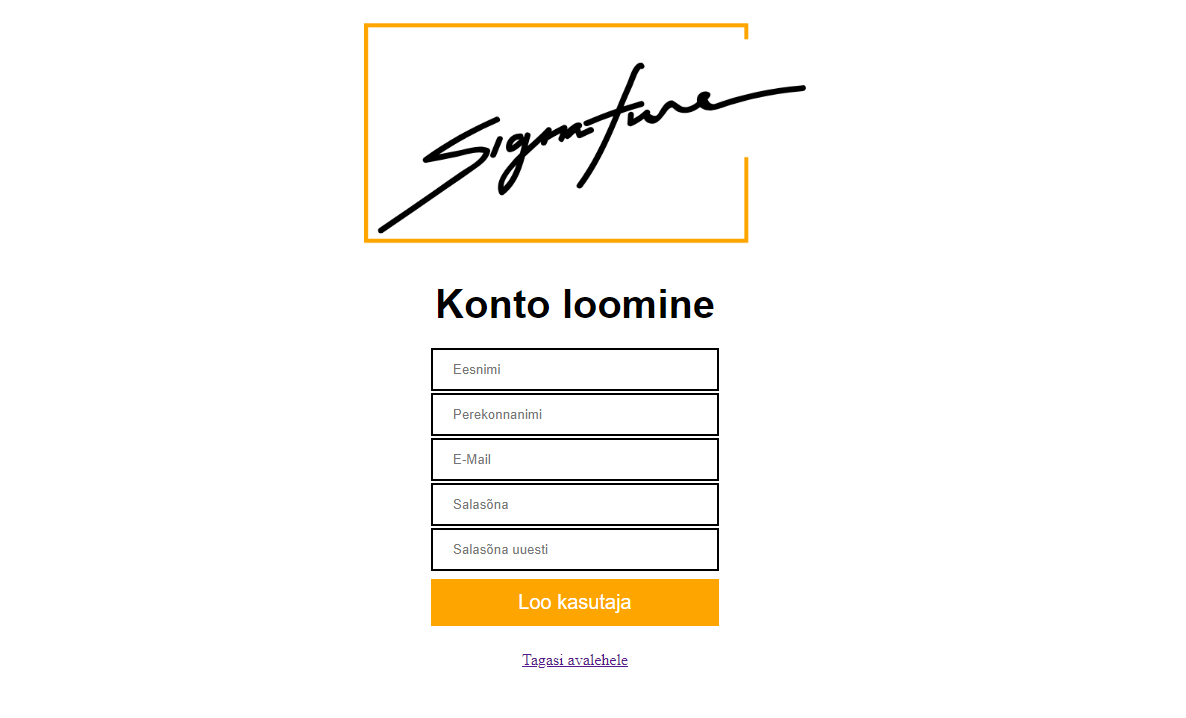 Signature
Konto loomine
Eesnimi
Perekonnanimi
E-Mail
Salasõna
Salasõna uuesti
Loo kasutaja
Tagasi avalehele